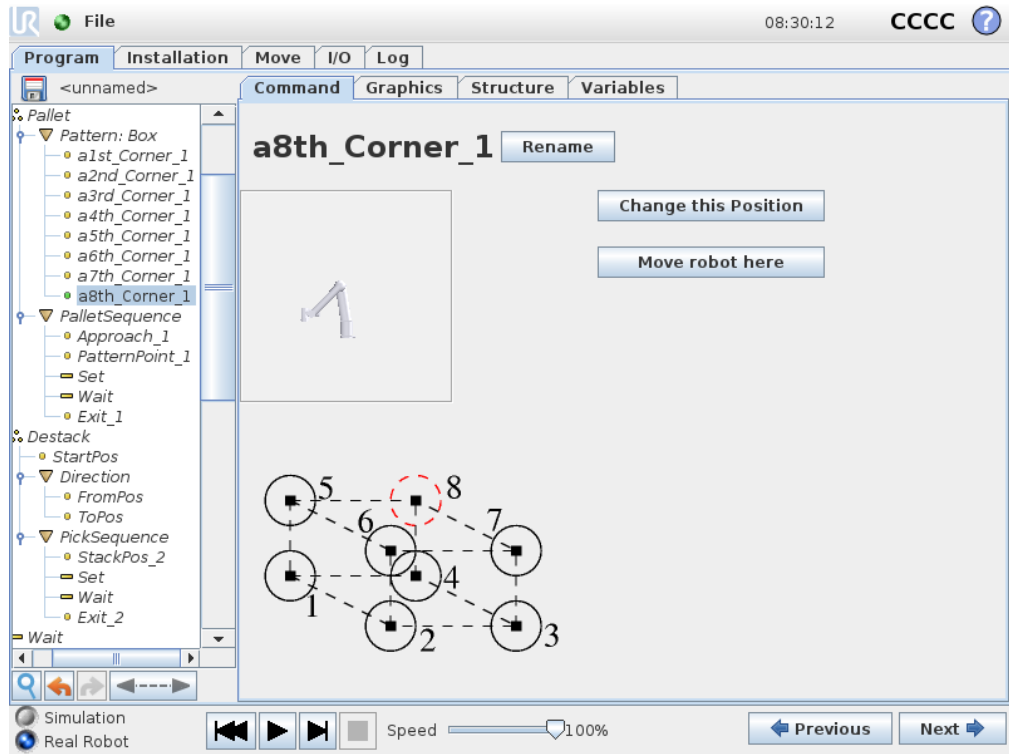 UR File 08:30:12 CCCC ?
Program Installation Move I/O Log
<unnamed> Command Graphics Structure Variables
Pallet
Pattern: Box
a1st_Corner_1
a2nd_Corner_1
a3rd_Corner_1
a4th_Corner_1
a5th_Corner_1
a6th_Corner_1
a7th_Corner_1
a8th_Corner_1
PalletSequence
Approach_1
PatternPoint_1
Set
Wait
Exit_1
Destack
StartPos
Direction
FromPos
ToPos
PickSequence
StackPos_2
Set
Wait
Exit_2
Wait
a8th_Corner_1 Rename
Change this Position
Move robot here
5 8
6 7
4
1
2 3
Simulation
Real Robot
Speed 100%
Previous Next